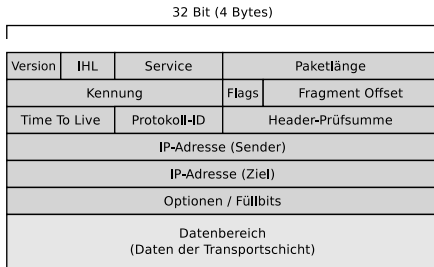 32 Bit (4 Bytes)
Version IHL Service Paketlänge
Kennung Flags Fragment Offset
Time To Live Protokoll-ID Header-Prüfsumme
IP-Adresse (Sender)
IP-Adresse (Ziel)
Optionen / Füllbits
Datenbereich
(Daten der Transportschicht)